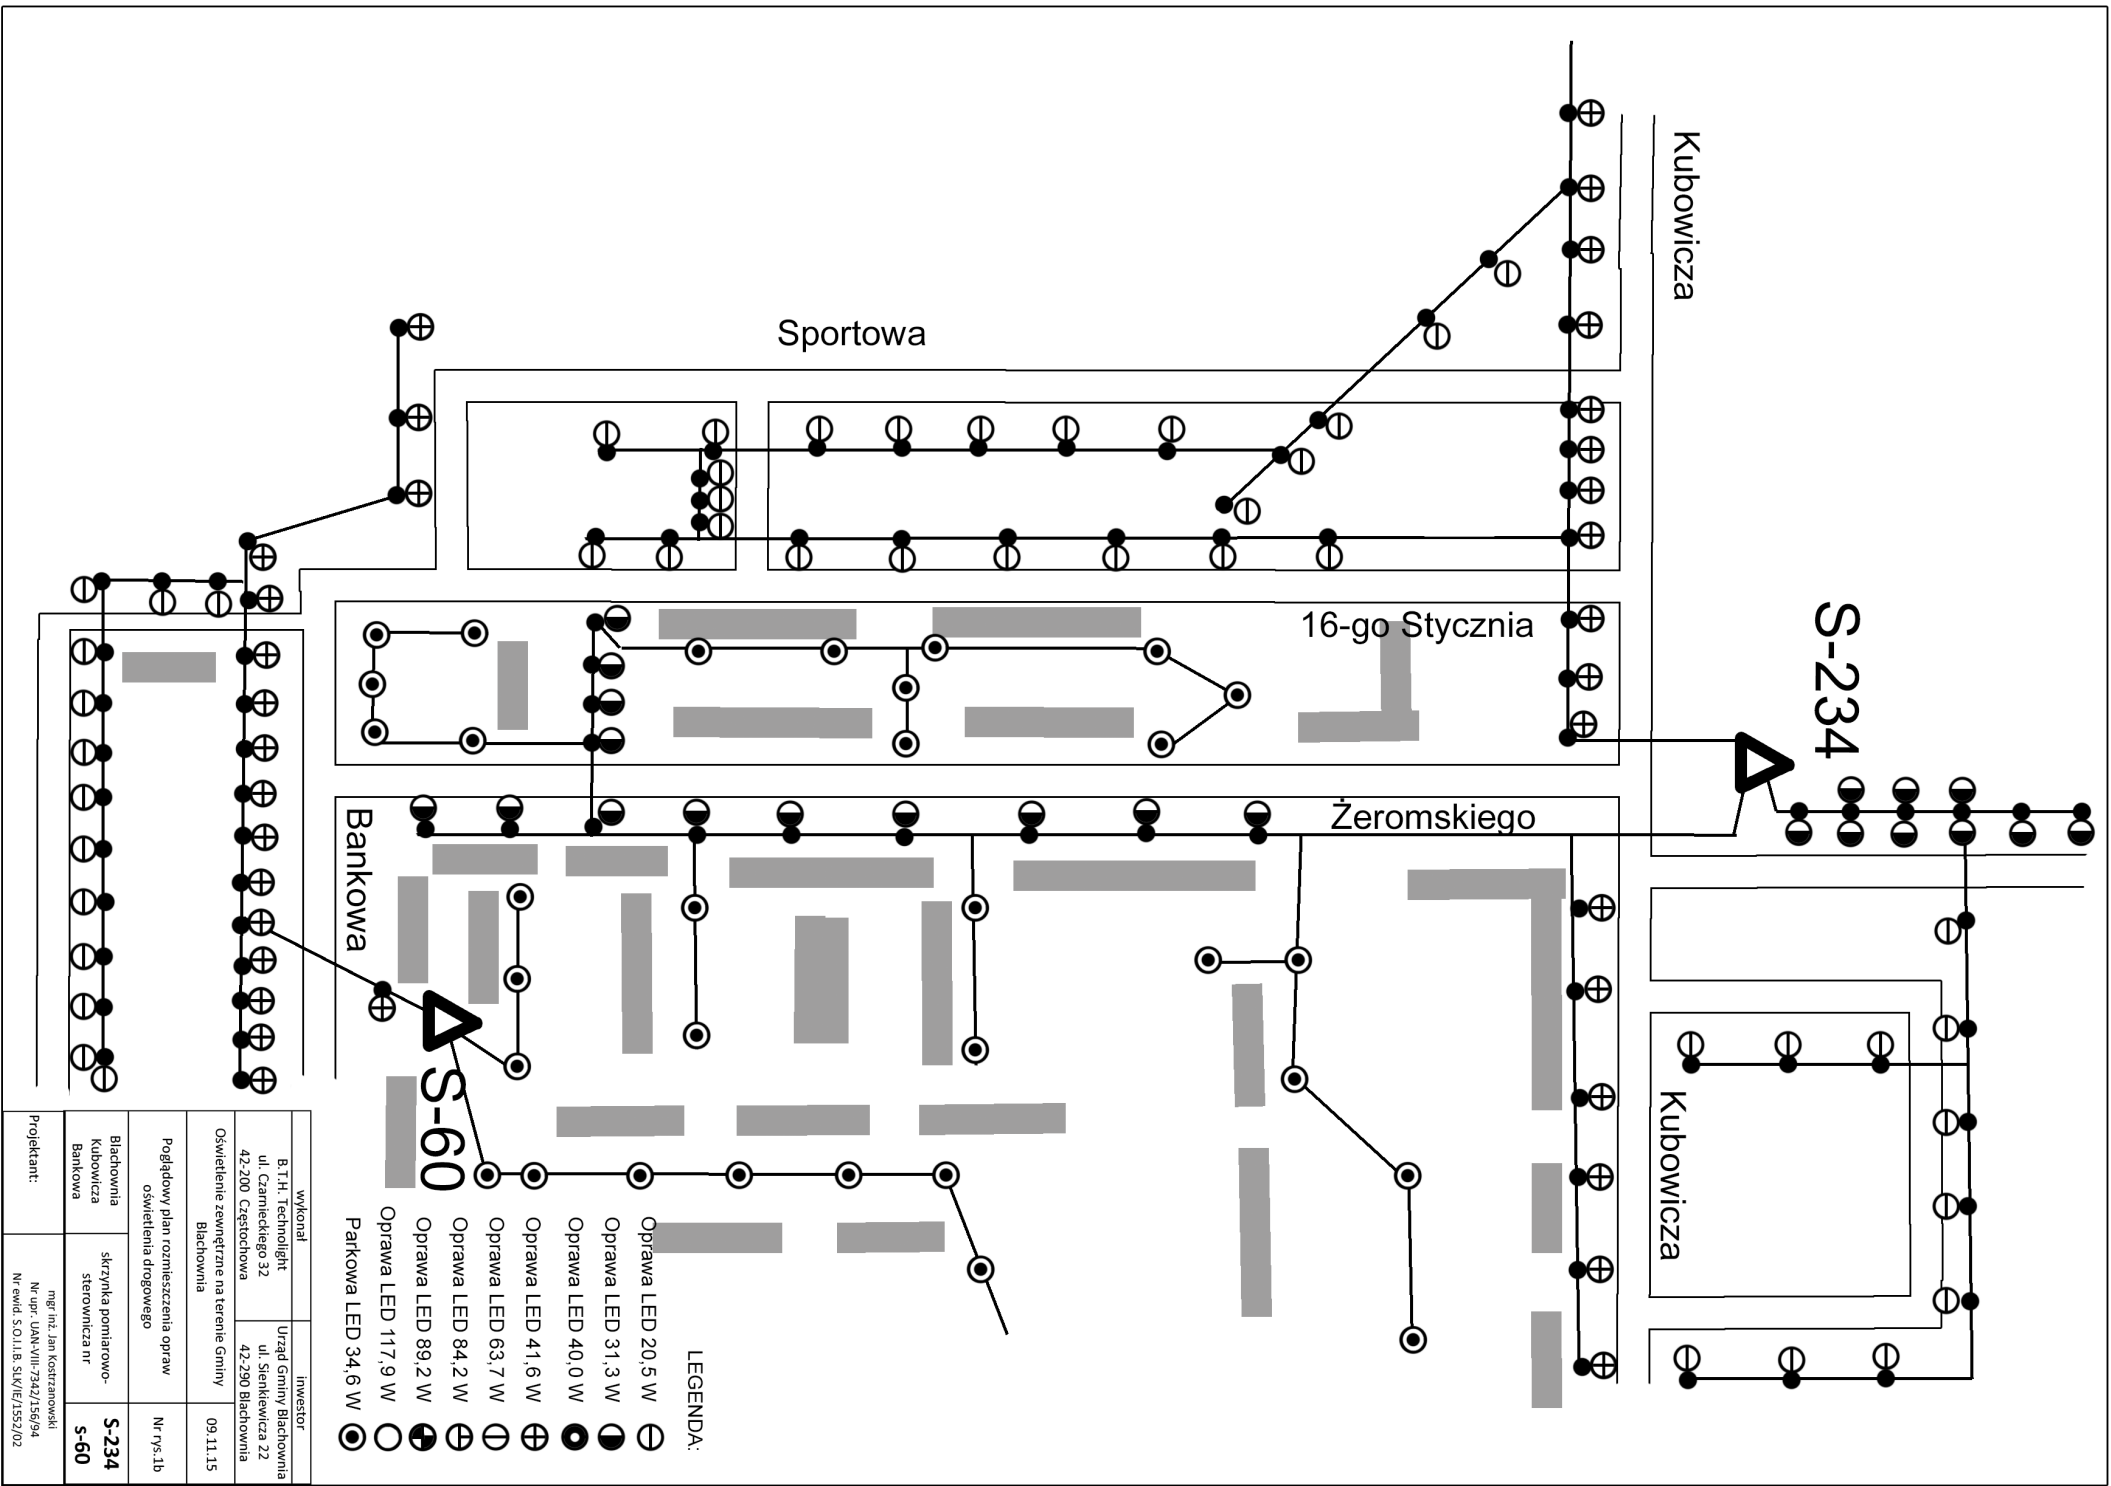 Kubowicza
Sportowa
16-go Stycznia
S-234
Żeromskiego
Bankowa
S-60
Kubowicza
LEGENDA:
Oprawa LED 20,5 W
Oprawa LED 31,3 W
Oprawa LED 40,0 W
Oprawa LED 41,6 W
Oprawa LED 63,7 W
Oprawa LED 84,2 W
Oprawa LED 89,2 W
Oprawa LED 117,9 W
Parkowa LED 34,6 W
wykonał
B.T.H. Technolight
ul. Czarnieckiego 32
42-200 Częstochowa
inwestor
Urząd Gminy Blachownia
ul. Sienkiewicza 22
42-290 Blachownia
Oświetlenie zewnętrzne na terenie Gminy
Blachownia
09.11.15
Poglądowy plan rozmieszczenia opraw
oświetlenia drogowego
Nr rys.1b
Blachownia
Kubowicza
Bankowa
skrzynka pomiarowo-
sterownicza nr
S-234
s-60
Projektant:
mgr inż. Jan Kostrzanowski
Nr upr. UAN-VIII-7342/156/94
Nr ewid. S.O.I.I.B. SLK/IE/1552/02